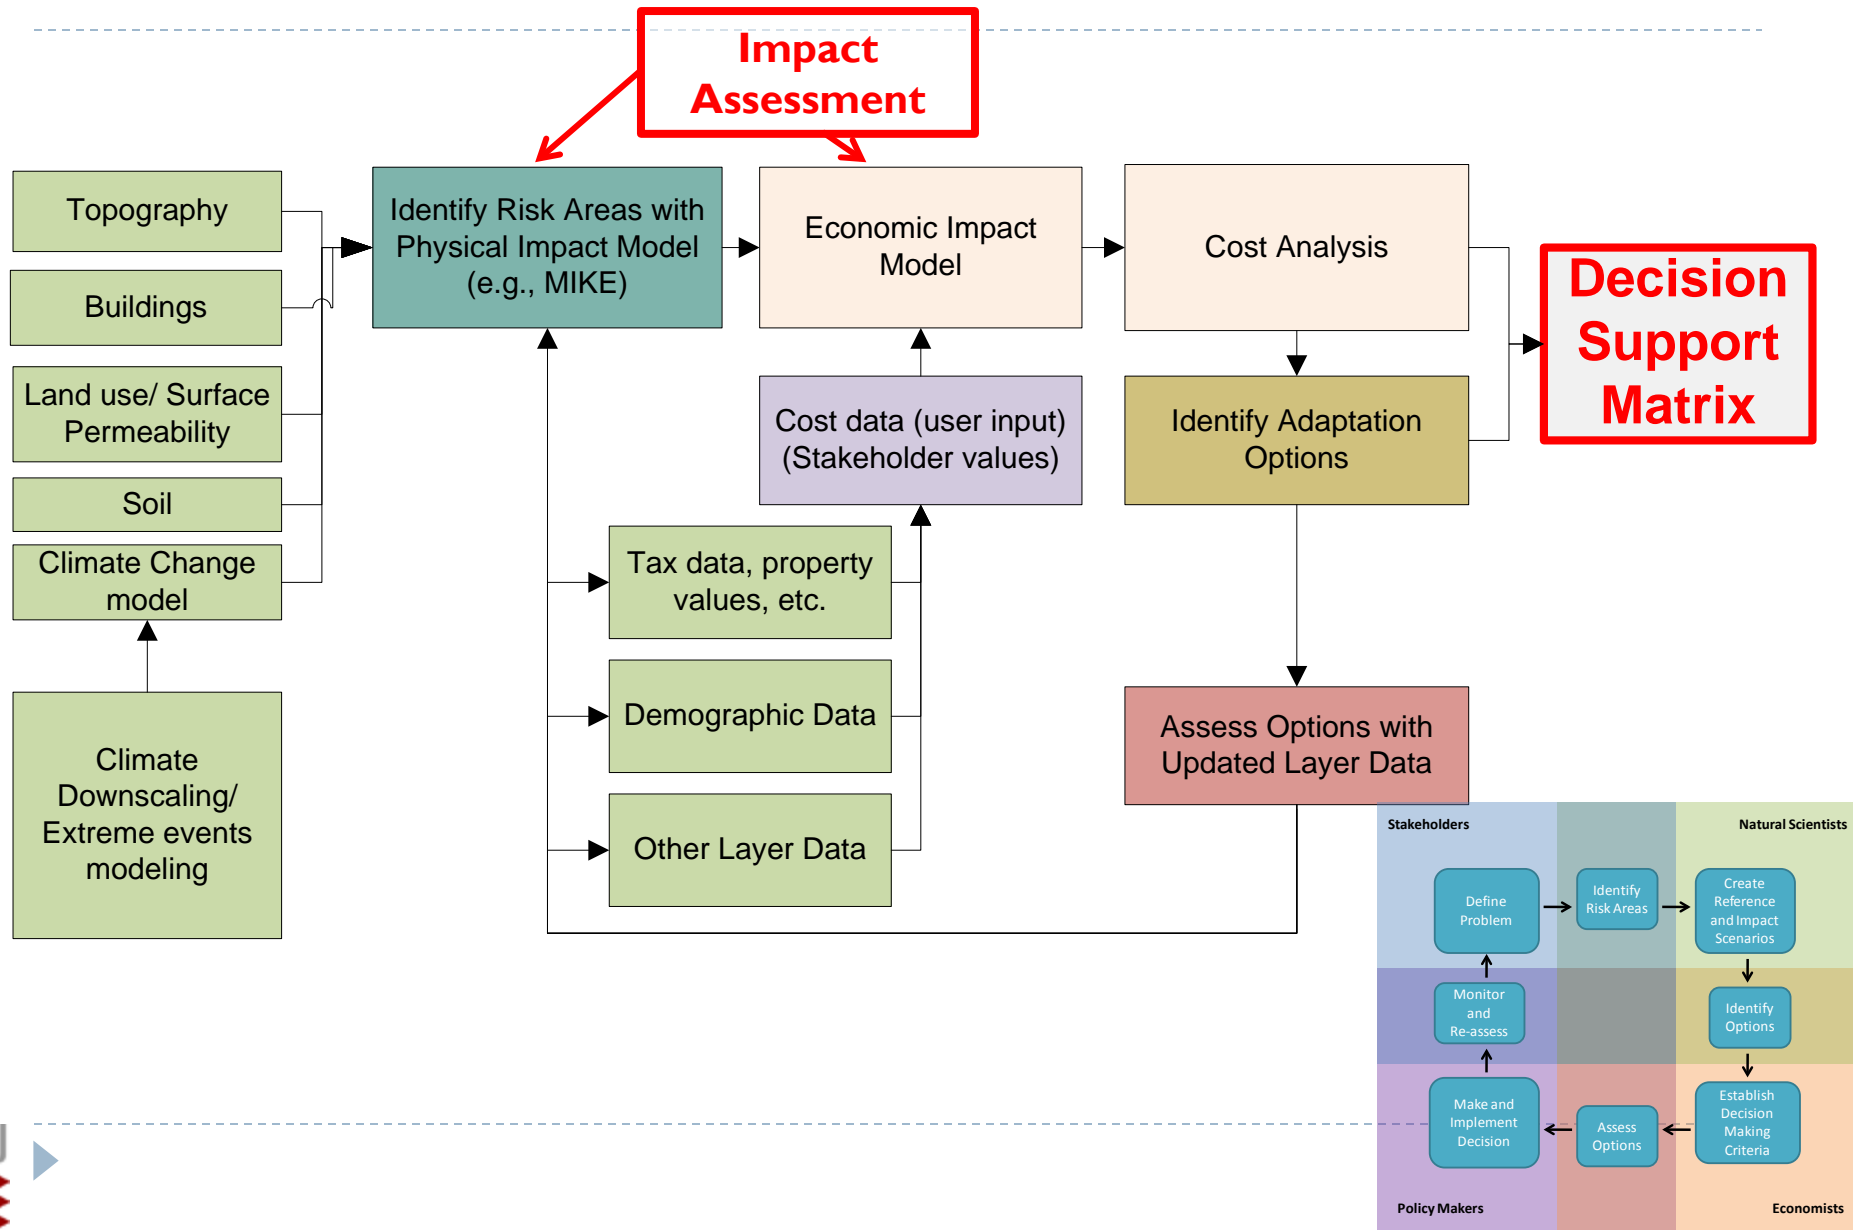 Impact
Assessment
Topography
Buildings
Land use/ Surface
Permeability
Soil
Climate Change
model
Climate
Downscaling/
Extreme events
modeling
Identify Risk Areas with
Physical Impact Model
(e.g., MIKE)
Economic Impact
Model
Cost Analysis
Decision
Support
Matrix
Cost data (user input)
(Stakeholder values)
Identify Adaptation
Options
Tax data, property
values, etc.
Demographic Data
Other Layer Data
Assess Options with
Updated Layer Data
Stakeholders
Natural Scientists
Define
Problem
Identify
Risk Areas
Create
Reference
and Impact
Scenarios
Monitor
and
Re-assess
Identify
Options
Make and
Implement
Decision
Assess
Options
Establish
Decision
Making
Criteria
Policy Makers
Economists